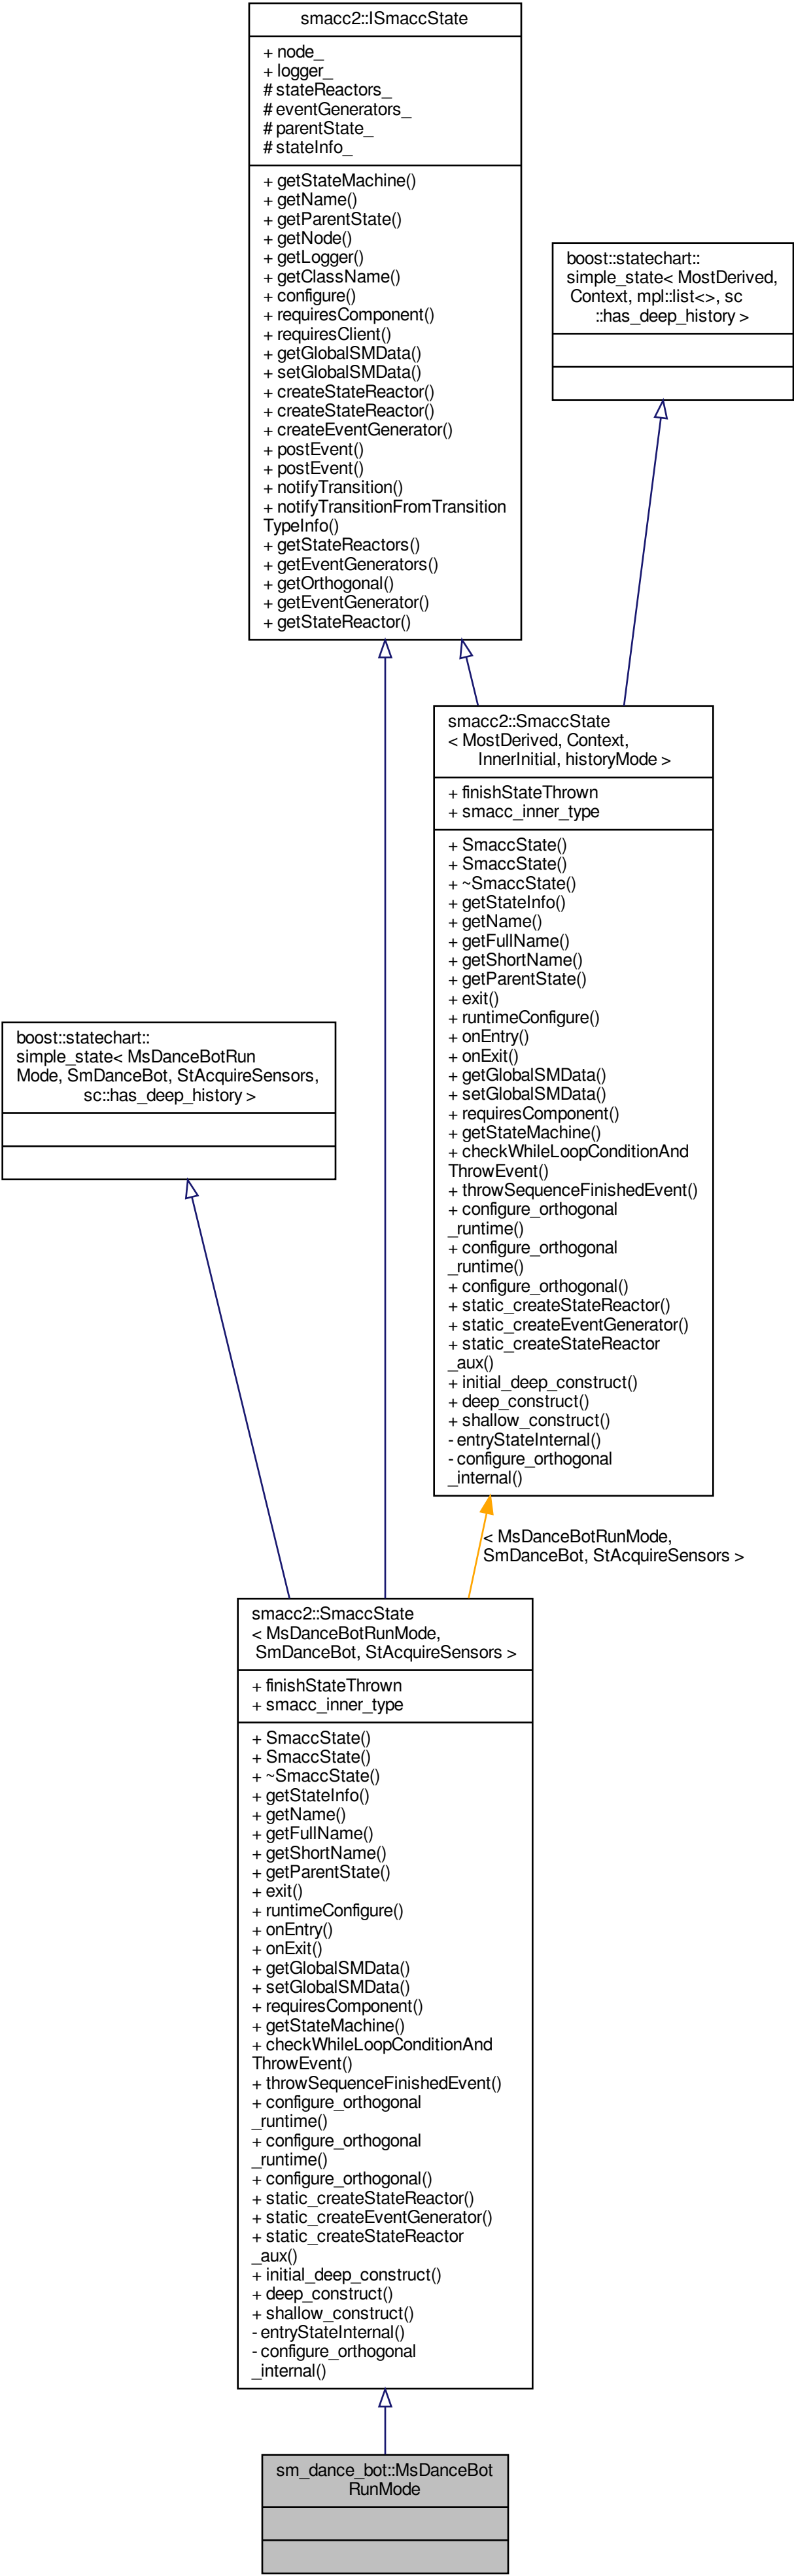 smacc2::ISmaccState
+ node_
+ logger_
# stateReactors_
# eventGenerators_
# parentState_
# stateInfo_
+ getStateMachine()
+ getName()
+ getParentState()
+ getNode()
+ getLogger()
+ getClassName()
+ configure()
+ requiresComponent()
+ requiresClient()
+ getGlobalSMData()
+ setGlobalSMData()
+ createStateReactor()
+ createStateReactor()
+ createEventGenerator()
+ postEvent()
+ postEvent()
+ notifyTransition()
+ notifyTransitionFromTransition
TypeInfo()
+ getStateReactors()
+ getEventGenerators()
+ getOrthogonal()
+ getEventGenerator()
+ getStateReactor()
boost::statechart::
simple_state< MostDerived,
Context, mpl::list<>, sc
::has_deep_history >
smacc2::SmaccState
< MostDerived, Context,
InnerInitial, historyMode >
+ finishStateThrown
+ smacc_inner_type
+ SmaccState()
+ SmaccState()
+ ~SmaccState()
+ getStateInfo()
+ getName()
+ getFullName()
+ getShortName()
+ getParentState()
+ exit()
+ runtimeConfigure()
+ onEntry()
+ onExit()
+ getGlobalSMData()
+ setGlobalSMData()
+ requiresComponent()
+ getStateMachine()
+ checkWhileLoopConditionAnd
ThrowEvent()
+ throwSequenceFinishedEvent()
+ configure_orthogonal
_runtime()
+ configure_orthogonal
_runtime()
+ configure_orthogonal()
+ static_createStateReactor()
+ static_createEventGenerator()
+ static_createStateReactor
_aux()
+ initial_deep_construct()
+ deep_construct()
+ shallow_construct()
- entryStateInternal()
- configure_orthogonal
_internal()
boost::statechart::
simple_state< MsDanceBotRun
Mode, SmDanceBot, StAcquireSensors,
sc::has_deep_history >
< MsDanceBotRunMode,
SmDanceBot, StAcquireSensors >
smacc2::SmaccState
< MsDanceBotRunMode,
SmDanceBot, StAcquireSensors >
+ finishStateThrown
+ smacc_inner_type
+ SmaccState()
+ SmaccState()
+ ~SmaccState()
+ getStateInfo()
+ getName()
+ getFullName()
+ getShortName()
+ getParentState()
+ exit()
+ runtimeConfigure()
+ onEntry()
+ onExit()
+ getGlobalSMData()
+ setGlobalSMData()
+ requiresComponent()
+ getStateMachine()
+ checkWhileLoopConditionAnd
ThrowEvent()
+ throwSequenceFinishedEvent()
+ configure_orthogonal
_runtime()
+ configure_orthogonal
_runtime()
+ configure_orthogonal()
+ static_createStateReactor()
+ static_createEventGenerator()
+ static_createStateReactor
_aux()
+ initial_deep_construct()
+ deep_construct()
+ shallow_construct()
- entryStateInternal()
- configure_orthogonal
_internal()
sm_dance_bot::MsDanceBot
RunMode